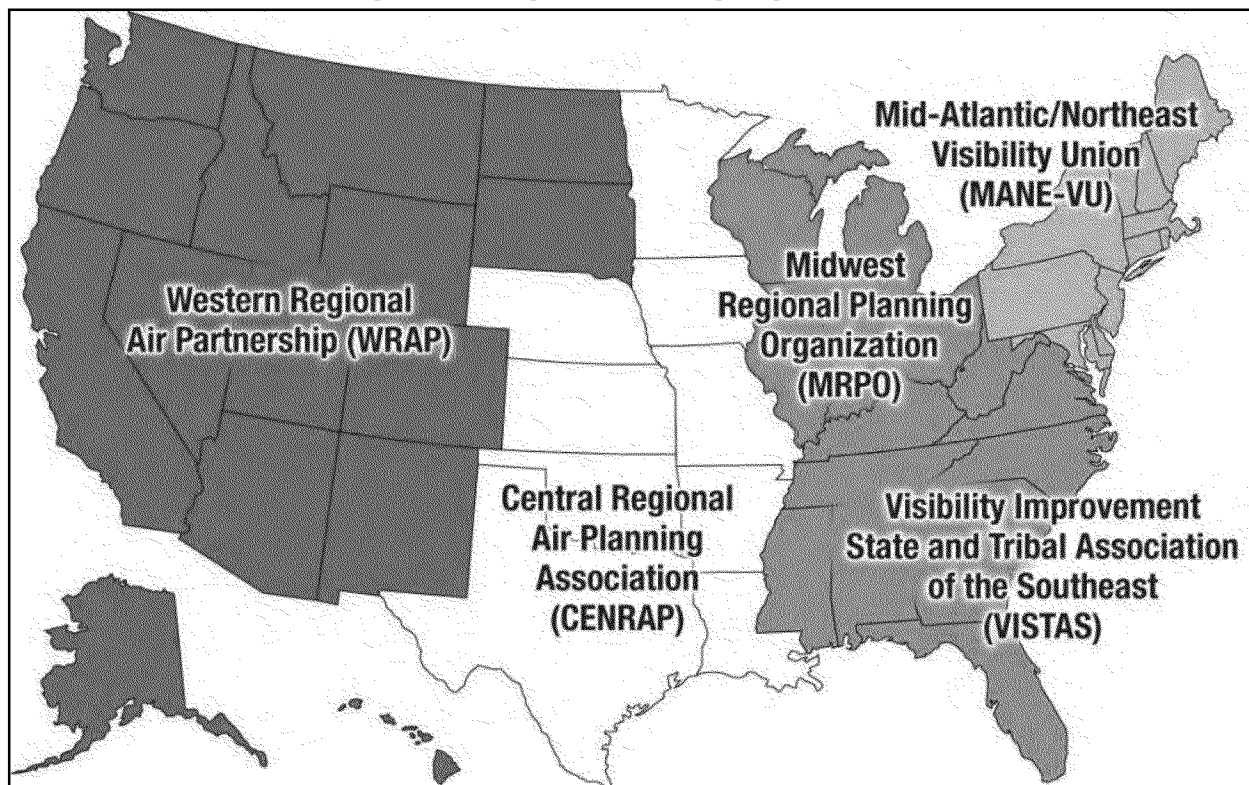 Mid-Atlantic/Northeast
Visibility Union
(MANE-VU)
Midwest
Regional Planning
Organization
(MRPO)
Western Regional
Air Partnership (WRAP)
Central Regional
Air Planning
Association
(CENRAP)
Visibility Improvement
State and Tribal Association
of the Southeast
(VISTAS)